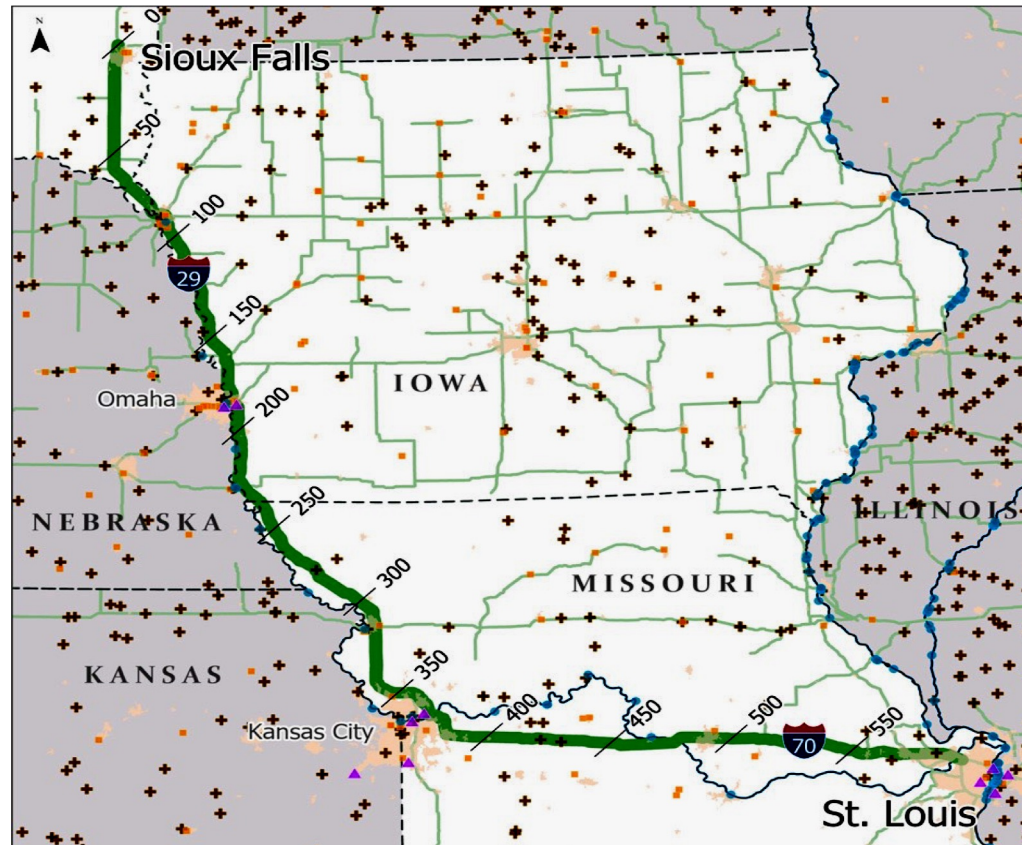 N
0
Sioux Falls
50
100
29
150
IOWA
Omaha
200
NEBRASKA
250
ILLINOIS
300
MISSOURI
KANSAS
350
Kansas City
400
450
500
70
550
St. Louis